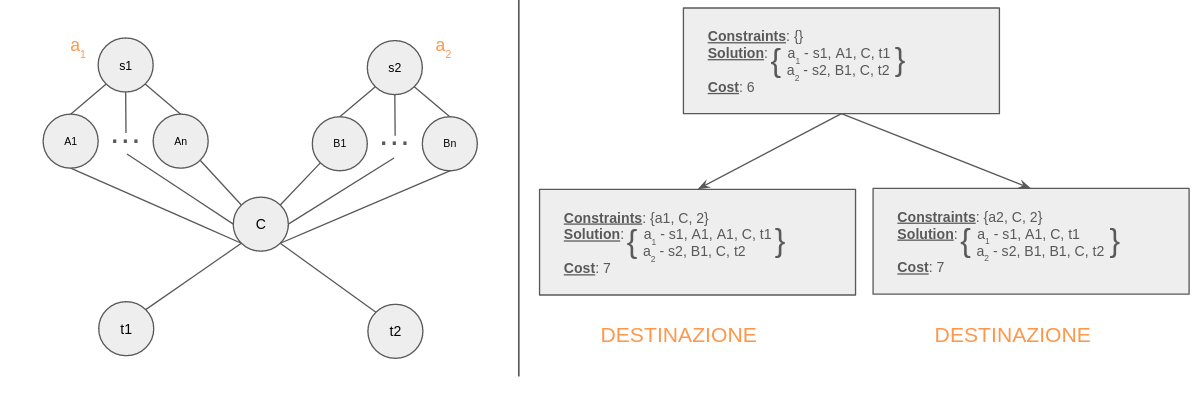 a1
a2
s1
s2
A1
...
An
B1
...
Bn
C
t1
t2
Constraints: {}
Solution: { a1 - s1, A1, C, t1 }
a2 - s2, B1, C, t2
Cost: 6
Constraints: {a1, C, 2}
Solution: { a1 - s1, A1, A1, C, t1 }
a2 - s2, B1, C, t2
Cost: 7
Constraints: {a2, C, 2}
Solution: { a1 - s1, A1, C, t1 }
a2 - s2, B1, B1, C, t2
Cost: 7
DESTINAZIONE
DESTINAZIONE